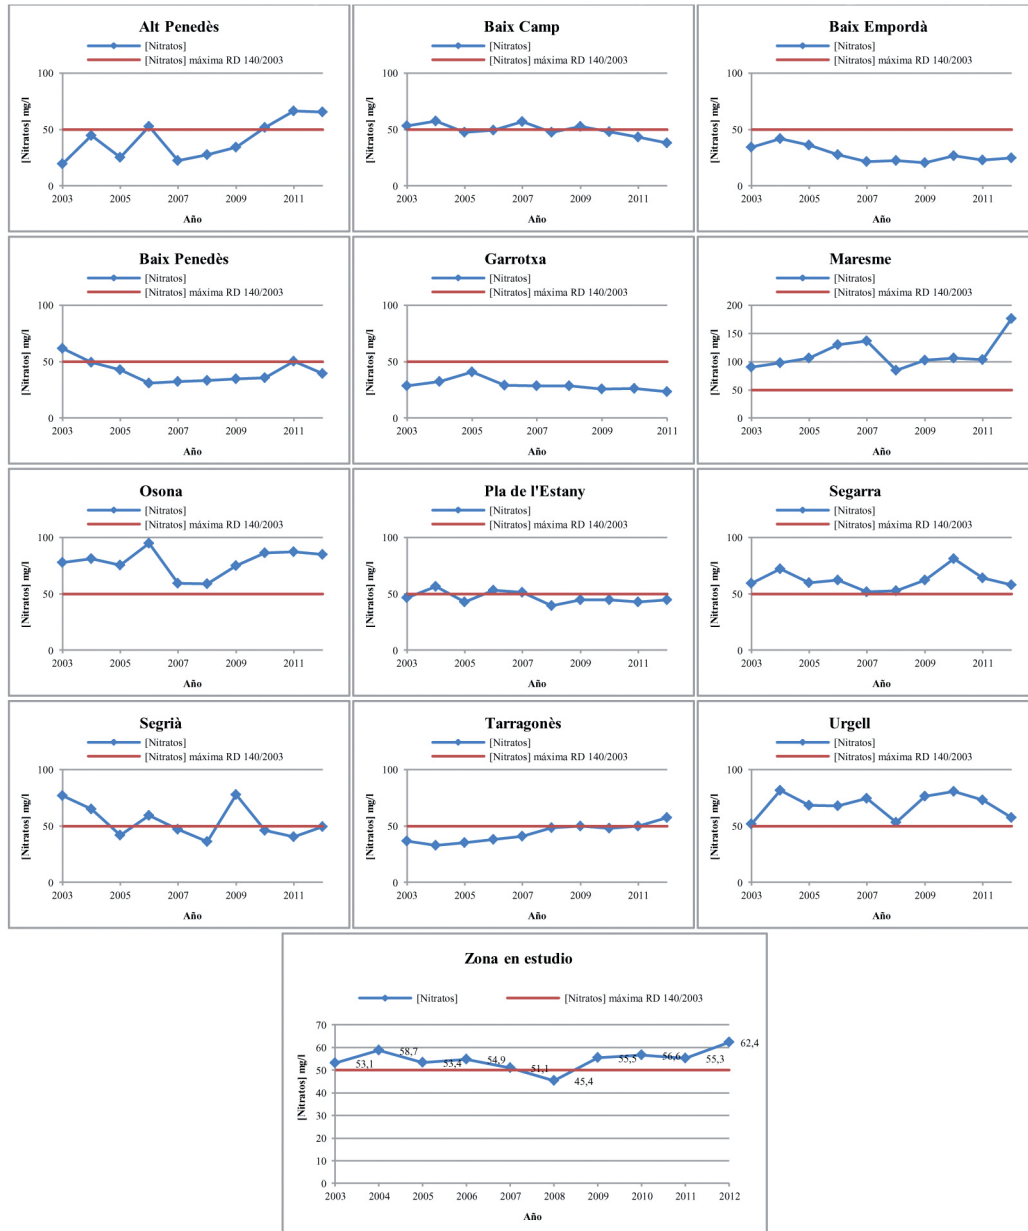 Alt Penedès
[Nitratos]
[Nitratos] máxima RD 140/2003
[Nitratos] mg/l
100
50
0
2003 2005 2007 2009 2011
Año
Baix Camp
[Nitratos]
[Nitratos] máxima RD 140/2003
[Nitratos] mg/l
100
50
0
2003 2005 2007 2009 2011
Año
Baix Empordà
[Nitratos]
[Nitratos] máxima RD 140/2003
[Nitratos] mg/l
100
50
0
2003 2005 2007 2009 2011
Año
Baix Penedès
[Nitratos]
[Nitratos] máxima RD 140/2003
[Nitratos] mg/l
100
50
0
2003 2005 2007 2009 2011
Año
Garrotxa
[Nitratos]
[Nitratos] máxima RD 140/2003
[Nitratos] mg/l
100
50
0
2003 2005 2007 2009 2011
Año
Maresme
[Nitratos]
[Nitratos] máxima RD 140/2003
[Nitratos] mg/l
200
150
100
50
0
2003 2005 2007 2009 2011
Año
Osona
[Nitratos]
[Nitratos] máxima RD 140/2003
[Nitratos] mg/l
100
50
0
2003 2005 2007 2009 2011
Año
Pla de l'Estany
[Nitratos]
[Nitratos] máxima RD 140/2003
[Nitratos] mg/l
100
50
0
2003 2005 2007 2009 2011
Año
Segarra
[Nitratos]
[Nitratos] máxima RD 140/2003
[Nitratos] mg/l
100
50
0
2003 2005 2007 2009 2011
Año
Segrià
[Nitratos]
[Nitratos] máxima RD 140/2003
[Nitratos] mg/l
100
50
0
2003 2005 2007 2009 2011
Año
Tarragonès
[Nitratos]
[Nitratos] máxima RD 140/2003
[Nitratos] mg/l
100
50
0
2003 2005 2007 2009 2011
Año
Urgell
[Nitratos]
[Nitratos] máxima RD 140/2003
[Nitratos] mg/l
100
50
0
2003 2005 2007 2009 2011
Año
Zona en estudio
[Nitratos] [Nitratos] máxima RD 140/2003
[Nitratos] mg/l
70
60
50
40
30
20
10
0
53,1 58,7 53,4 54,9 51,1 45,4 55,5 56,6 55,3 62,4
2003 2004 2005 2006 2007 2008 2009 2010 2011 2012
Año